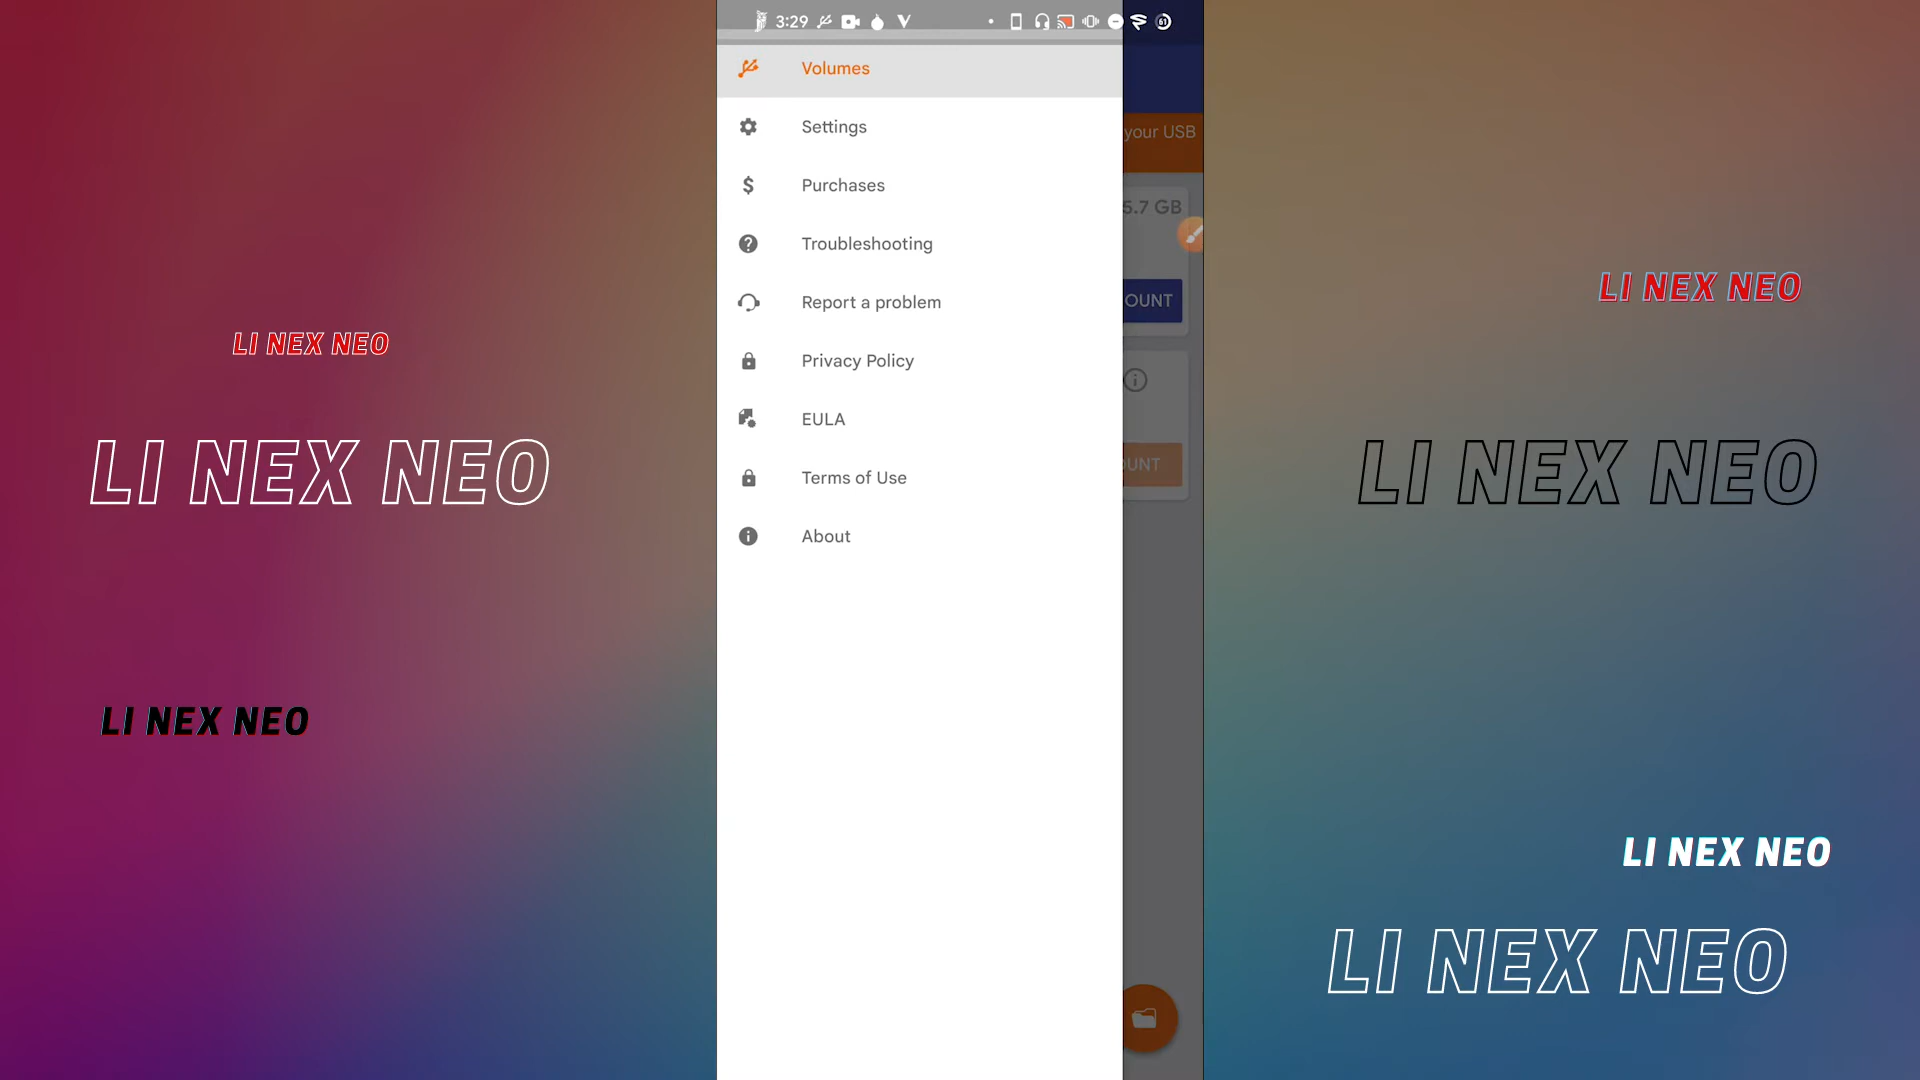 3:29
61
Volumes
Settings
Purchases
Troubleshooting
Report a problem
Privacy Policy
EULA
Terms of Use
About
your USB
5.7 GB
OUNT
OUNT
LI NEX NEO
LI NEX NEO
LI NEX NEO
LI NEX NEO
LI NEX NEO
LI NEX NEO
LI NEX NEO